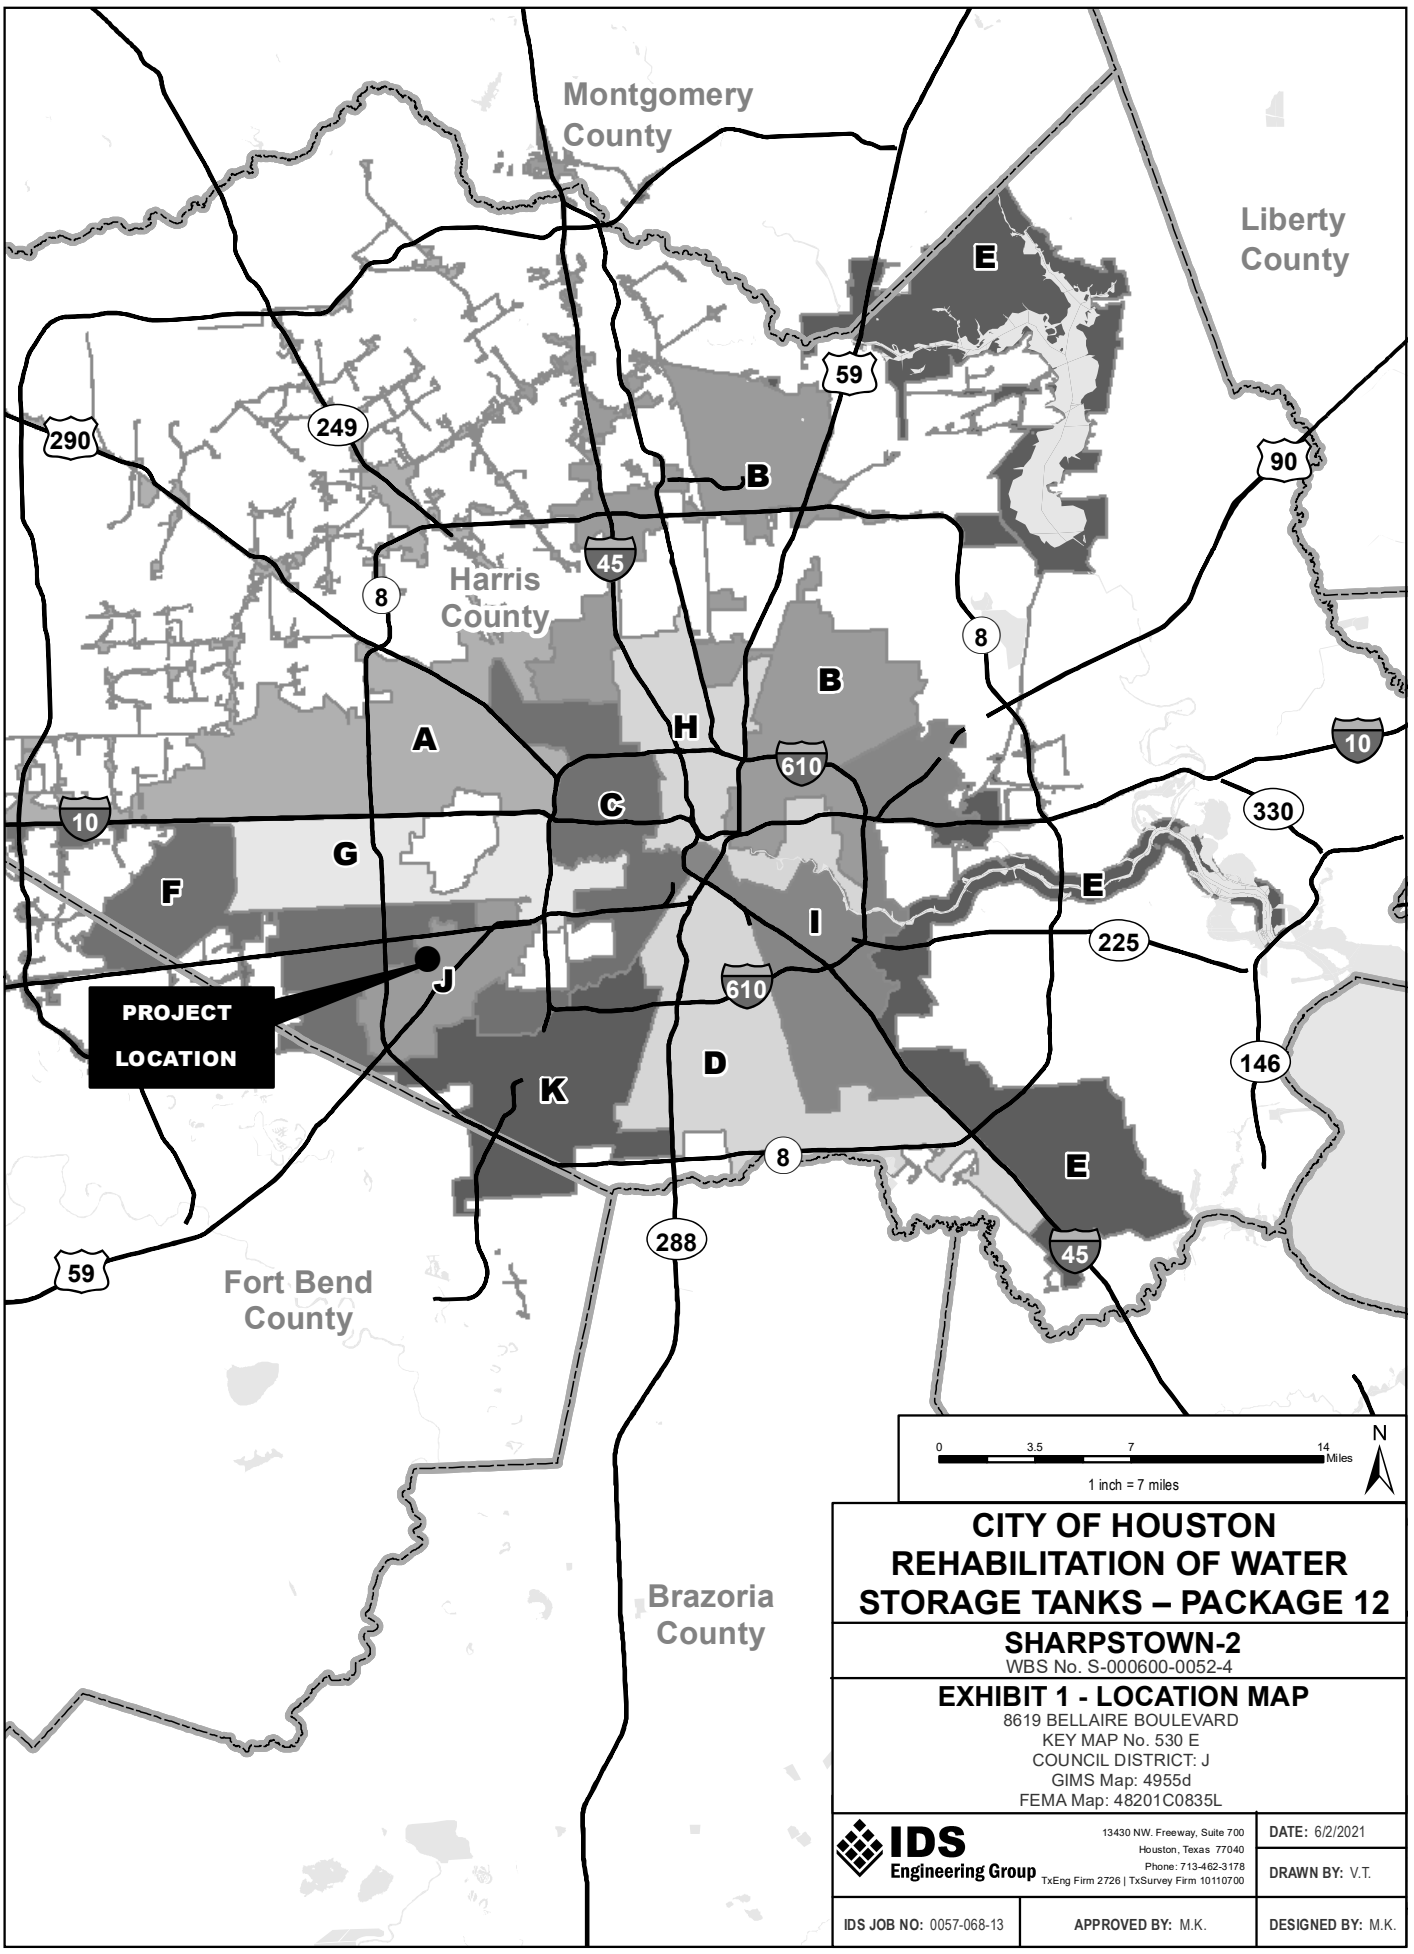 Montgomery
County
Liberty
County
E
59
290
249
90
B
45
Harris
County
8
8
B
A
H
10
610
C
330
10
G
F
E
I
225
J
610
PROJECT
LOCATION
D
146
K
8
E
288
45
59
Fort Bend
County
0 3.5 7 14
Miles
N
1 inch = 7 miles
CITY OF HOUSTON
REHABILITATION OF WATER
STORAGE TANKS – PACKAGE 12
Brazoria
County
SHARPSTOWN-2
WBS No. S-000600-0052-4
EXHIBIT 1 - LOCATION MAP
8619 BELLAIRE BOULEVARD
KEY MAP No. 530 E
COUNCIL DISTRICT: J
GIMS Map: 4955d
FEMA Map: 48201C0835L
IDS
Engineering Group
13430 NW. Freeway, Suite 700
Houston, Texas 77040
Phone: 713-462-3178
TxEng Firm 2726 | TxSurvey Firm 10110700
DATE: 6/2/2021
DRAWN BY: V.T.
IDS JOB NO: 0057-068-13
APPROVED BY: M.K.
DESIGNED BY: M.K.